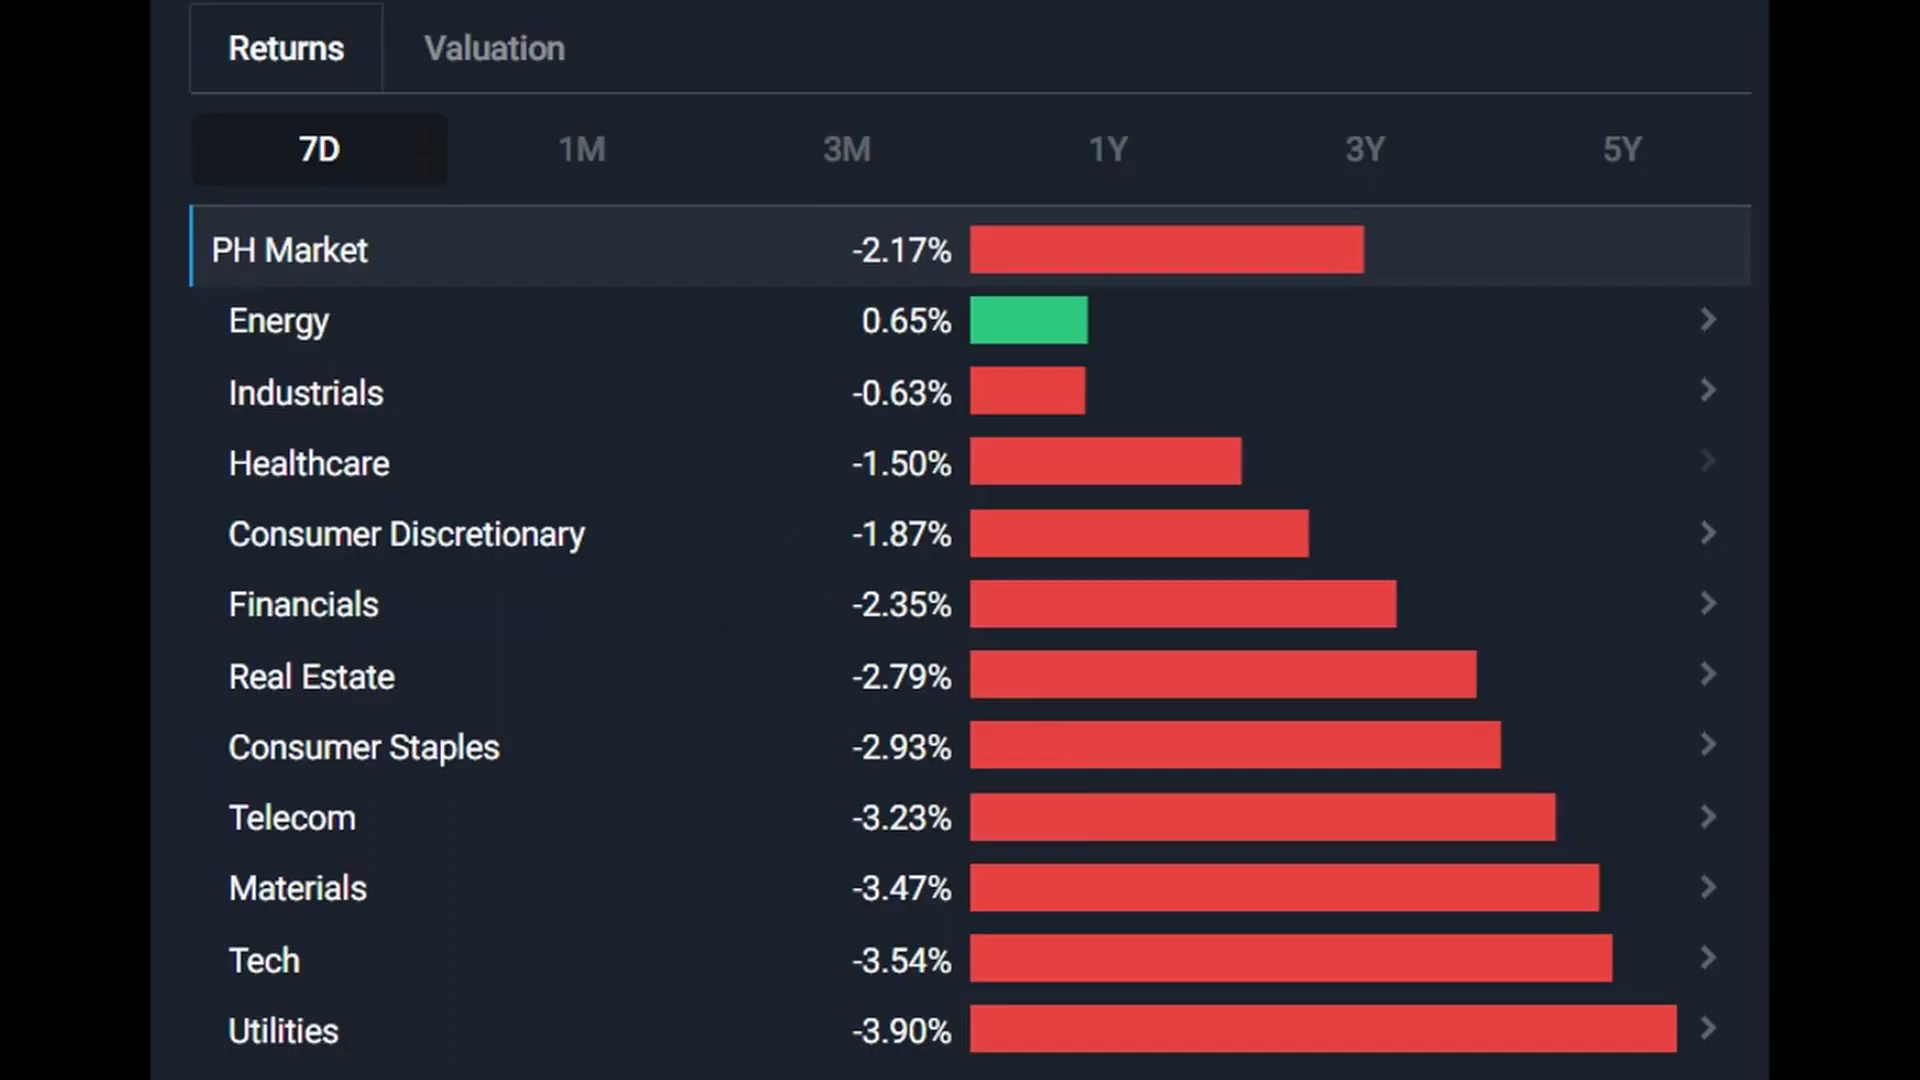 Returns Valuation
7D 1M 3M 1Y 3Y 5Y
PH Market -2.17%
Energy 0.65%
Industrials -0.63%
Healthcare -1.50%
Consumer Discretionary -1.87%
Financials -2.35%
Real Estate -2.79%
Consumer Staples -2.93%
Telecom -3.23%
Materials -3.47%
Tech -3.54%
Utilities -3.90%